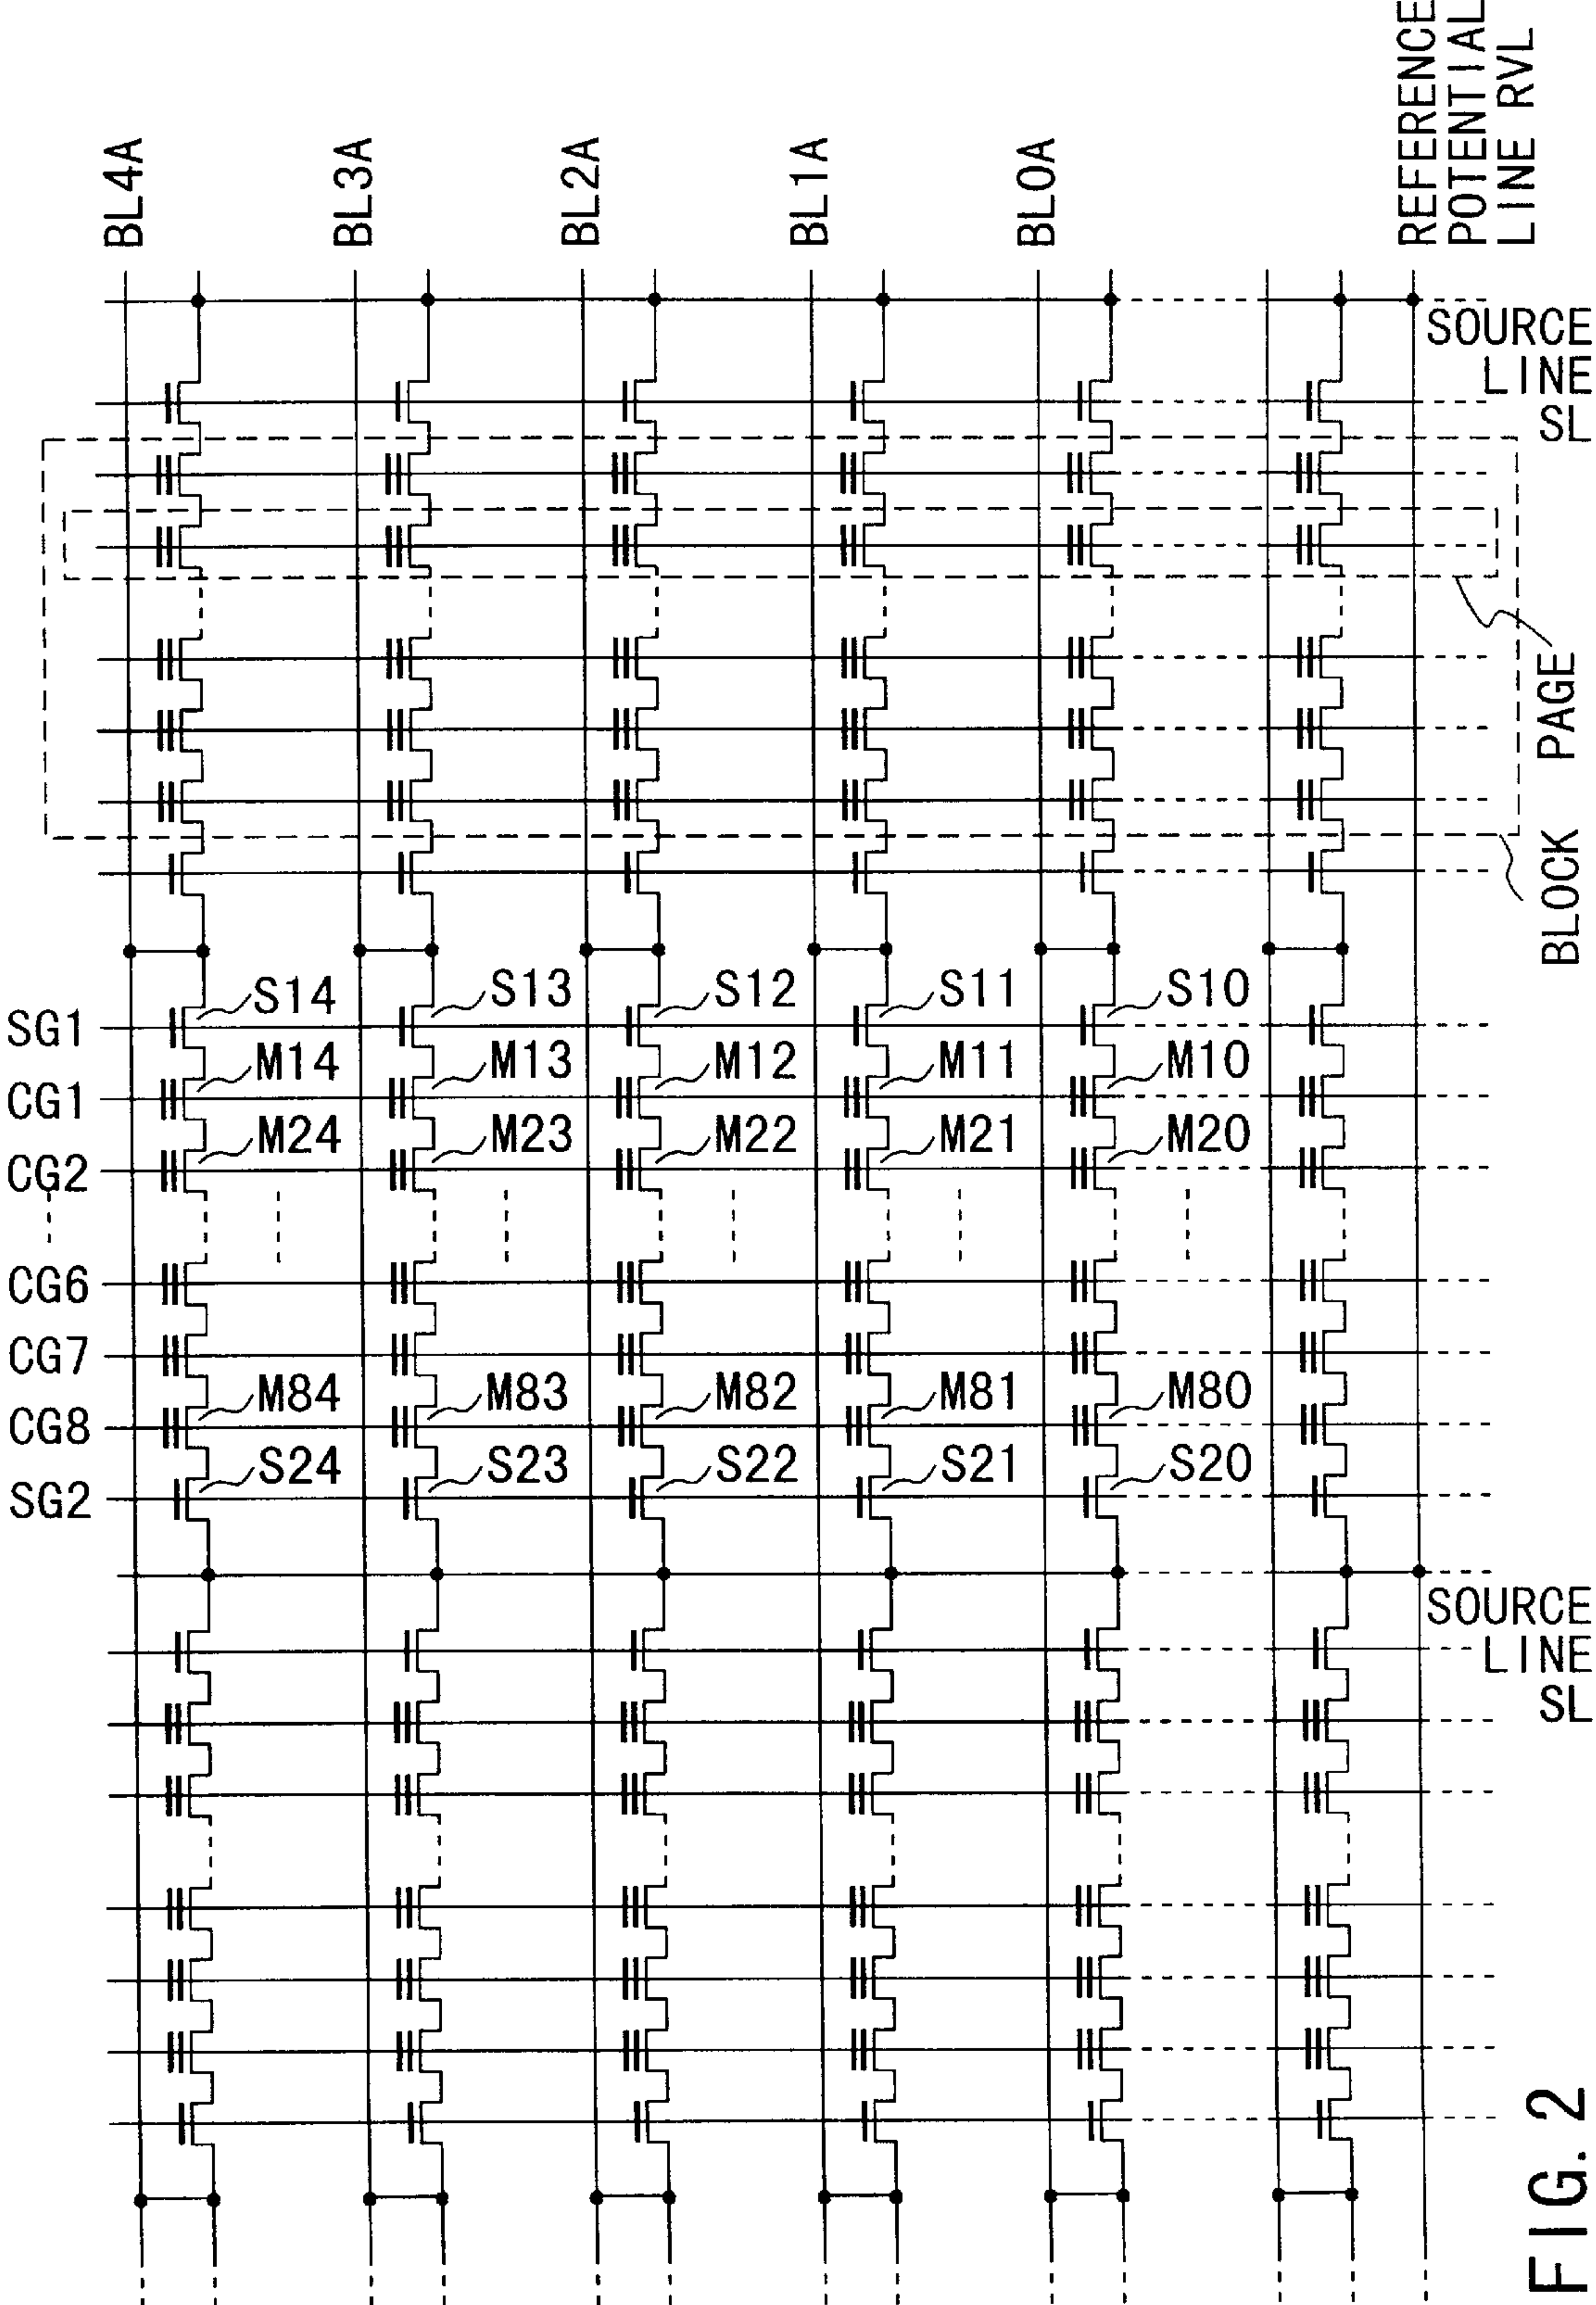 BL4A
BL3A
BL2A
BL1A
BL0A
REFERENCE
POTENTIAL
LINE RVL
SOURCE
LINE
SL
PAGE
BLOCK
SG1
S14
S13
S12
S11
S10
CG1
M14
M13
M12
M11
M10
CG2
M24
M23
M22
M21
M20
CG6
CG7
CG8
M84
M83
M82
M81
M80
SG2
S24
S23
S22
S21
S20
SOURCE
LINE
SL
FIG. 2